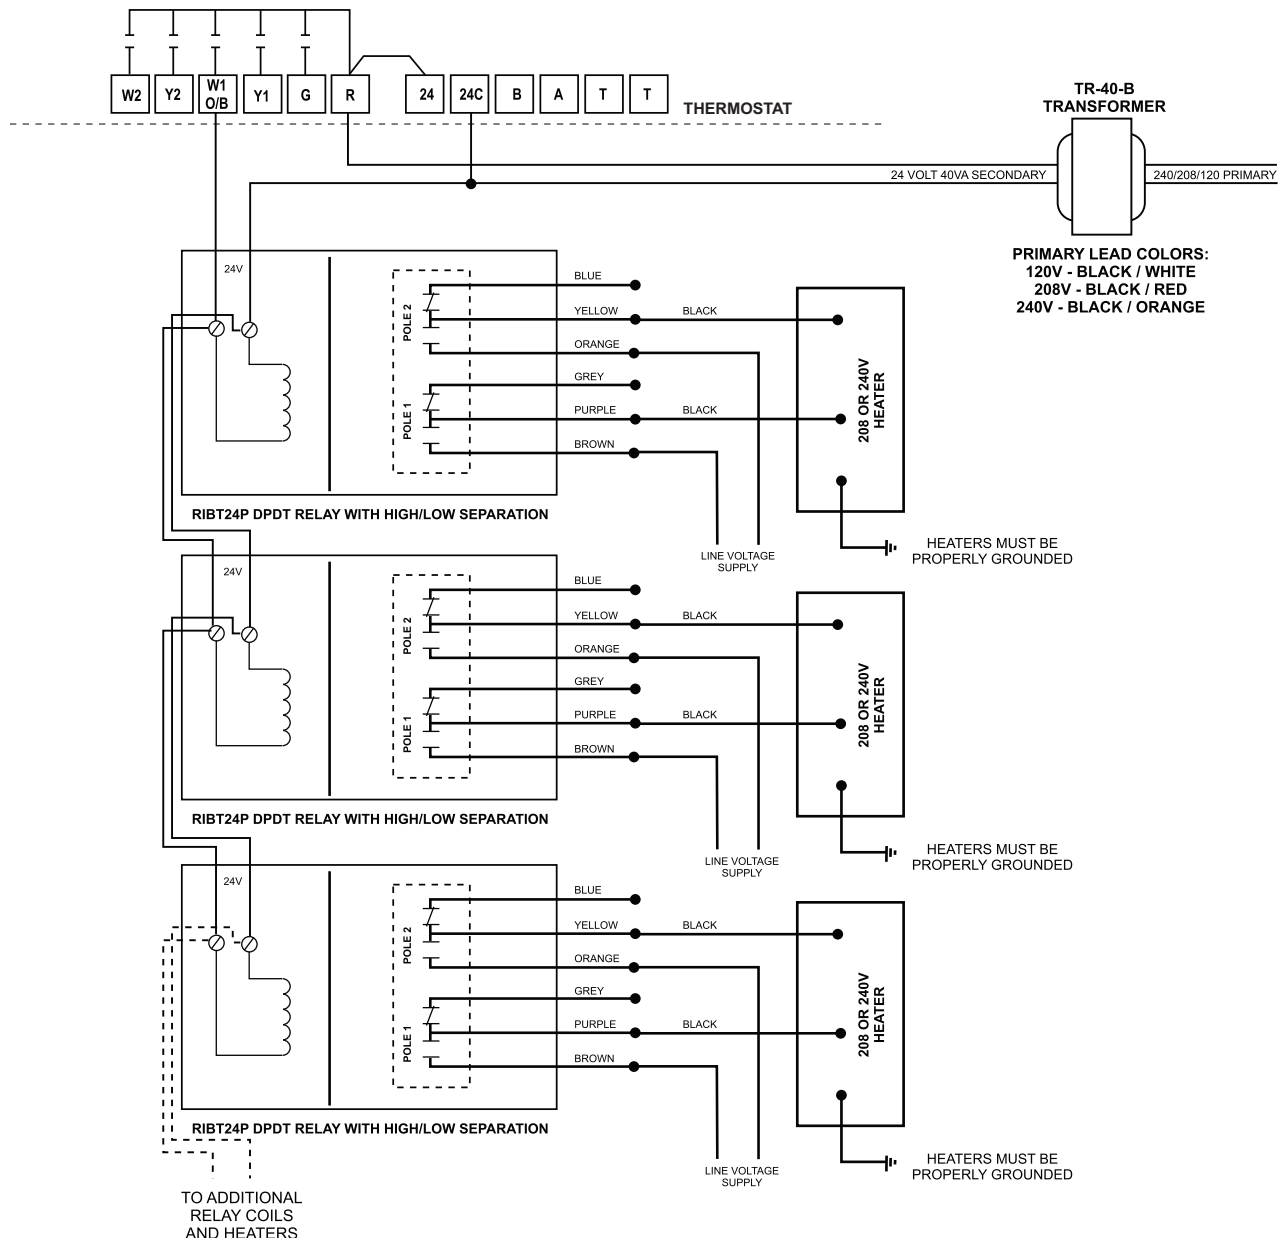 W2
Y2
W1
O/B
Y1
G
R
24
24C
B
A
T
T
THERMOSTAT
TR-40-B
TRANSFORMER
24 VOLT 40VA SECONDARY
240/208/120 PRIMARY
PRIMARY LEAD COLORS:
120V - BLACK / WHITE
208V - BLACK / RED
240V - BLACK / ORANGE
24V
POLE 2
POLE 1
BLUE
YELLOW
ORANGE
GREY
PURPLE
BROWN
BLACK
BLACK
208 OR 240V
HEATER
RIBT24P DPDT RELAY WITH HIGH/LOW SEPARATION
LINE VOLTAGE
SUPPLY
HEATERS MUST BE
PROPERLY GROUNDED
24V
POLE 2
POLE 1
BLUE
YELLOW
ORANGE
GREY
PURPLE
BROWN
BLACK
BLACK
208 OR 240V
HEATER
RIBT24P DPDT RELAY WITH HIGH/LOW SEPARATION
LINE VOLTAGE
SUPPLY
HEATERS MUST BE
PROPERLY GROUNDED
24V
POLE 2
POLE 1
BLUE
YELLOW
ORANGE
GREY
PURPLE
BROWN
BLACK
BLACK
208 OR 240V
HEATER
RIBT24P DPDT RELAY WITH HIGH/LOW SEPARATION
LINE VOLTAGE
SUPPLY
HEATERS MUST BE
PROPERLY GROUNDED
TO ADDITIONAL
RELAY COILS
AND HEATERS